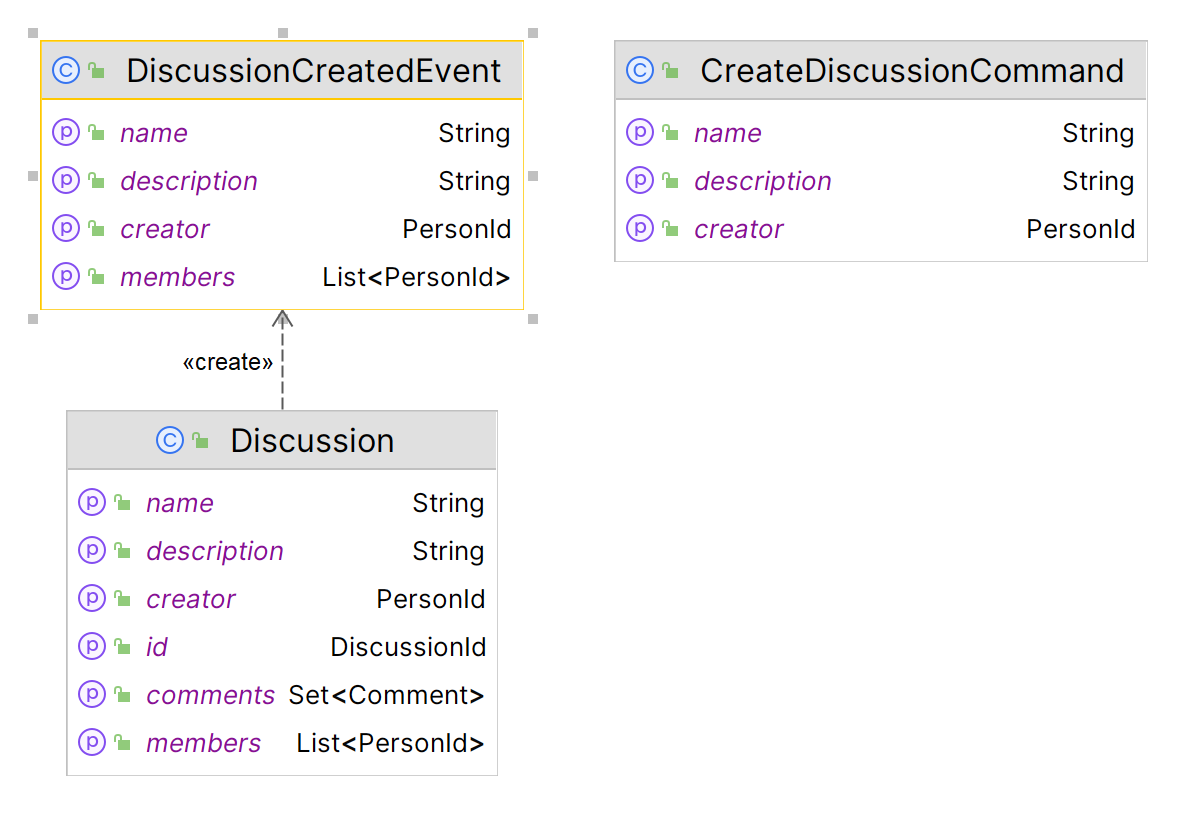 DiscussionCreatedEvent
name String
description String
creator PersonId
members List<PersonId>
«create»
Discussion
name String
description String
creator PersonId
id DiscussionId
comments Set<Comment>
members List<PersonId>
CreateDiscussionCommand
name String
description String
creator PersonId